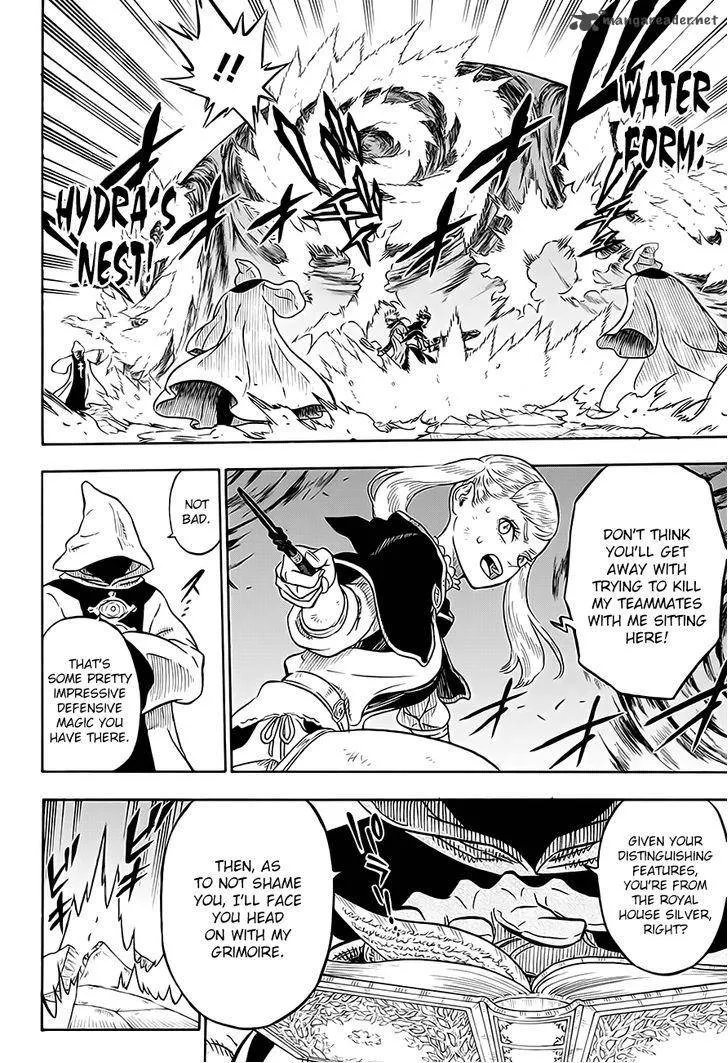 mangareader.net
WATER
FORM:
!!
HYDRA'S
NEST!
DON'T THINK
YOU'LL GET
AWAY WITH
TRYING TO KILL
MY TEAMMATES
WITH ME SITTING
HERE!
NOT
BAD.
THAT'S
SOME PRETTY
IMPRESSIVE
DEFENSIVE
MAGIC YOU
HAVE THERE.
GIVEN YOUR
DISTINGUISHING
FEATURES,
YOU'RE FROM
THE ROYAL
HOUSE SILVER,
RIGHT?
THEN, AS
TO NOT SHAME
YOU, I'LL FACE
YOU HEAD
ON WITH MY
GRIMOIRE.